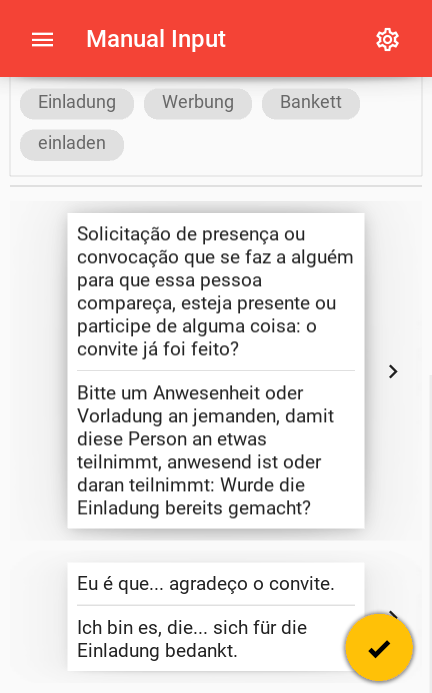 Manual Input
Einladung
Werbung
Bankett
einladen
Solicitação de presença ou
convocação que se faz a alguém
para que essa pessoa
compareça, esteja presente ou
participe de alguma coisa: o
convite já foi feito?
Bitte um Anwesenheit oder
Vorladung an jemanden, damit
diese Person an etwas
teilnimmt, anwesend ist oder
daran teilnimmt: Wurde die
Einladung bereits gemacht?
Eu é que... agradeço o convite.
Ich bin es, die... sich für die
Einladung bedankt.